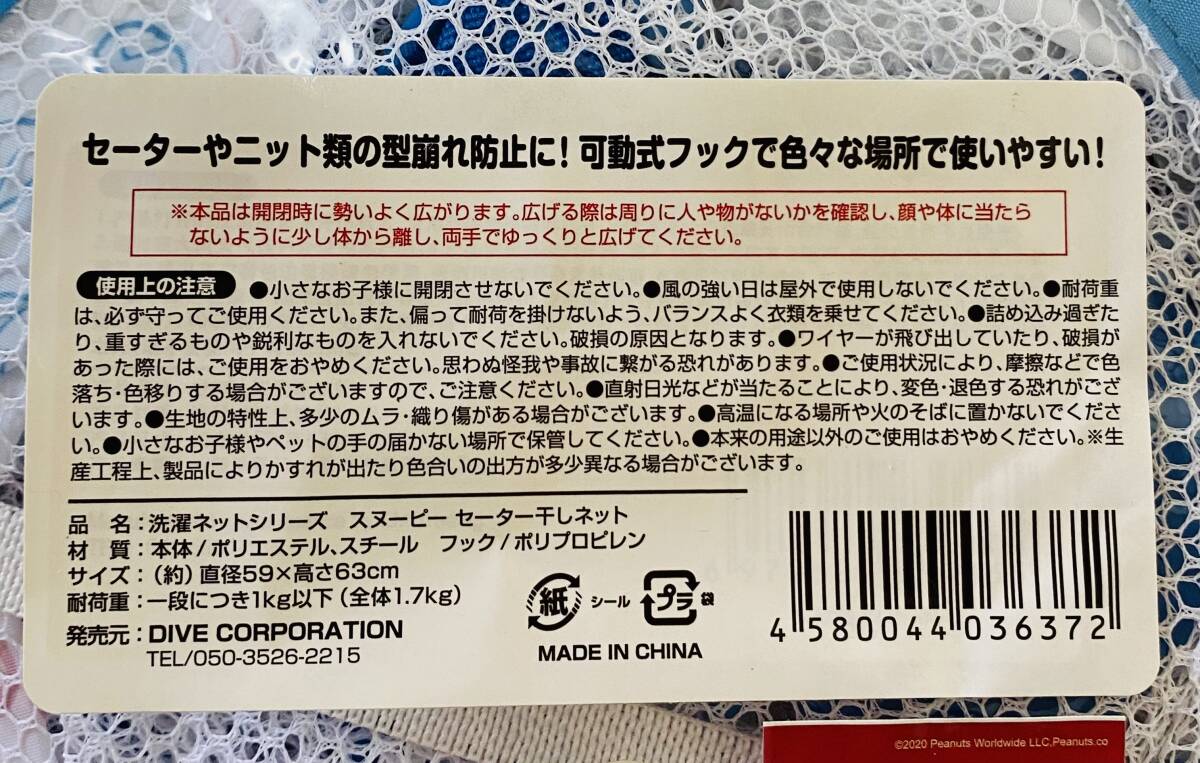 セーターやニット類の型崩れ防止に!可動式フックで色々な場所で使いやすい!
※本品は開閉時に勢いよく広がります。広げる際は周りに人や物がないかを確認し、顔や体に当たら
ないように少し体から離し、両手でゆっくりと広げてください。
使用上の注意 ●小さなお子様に開閉させないでください。●風の強い日は屋外で使用しないでください。●耐荷重
は、必ず守ってご使用ください。また、偏って耐荷を掛けないよう、バランスよく衣類を乗せてください。●詰め込み過ぎた
り、重すぎるものや鋭利なものを入れないでください。破損の原因となります。●ワイヤーが飛び出していたり、破損が
あった際には、ご使用をおやめください。思わぬ怪我や事故に繋がる恐れがあります。●ご使用状況により、摩擦などで色
落ち・色移りする場合がございますので、ご注意ください。●直射日光などが当たることにより、変色・退色する恐れがござ
います。●生地の特性上、多少のムラ・織り傷がある場合がございます。●高温になる場所や火のそばに置かないでくださ
い。●小さなお子様やペットの手の届かない場所で保管してください。●本来の用途以外のご使用はおやめください。※生
産工程上、製品によりかすれが出たり色合いの出方が多少異なる場合がございます。
品 名:洗濯ネットシリーズ スヌーピー セーター干しネット
材 質:本体/ポリエステル、スチール フック/ポリプロピレン
サイズ:(約)直径59×高さ63cm
耐荷重:一段につき1kg以下(全体1.7kg)
発売元:DIVE CORPORATION
TEL/050-3526-2215
紙 シール プラ 袋
MADE IN CHINA
4 580044 036372
©2020 Peanuts Worldwide LLC,Peanuts.co